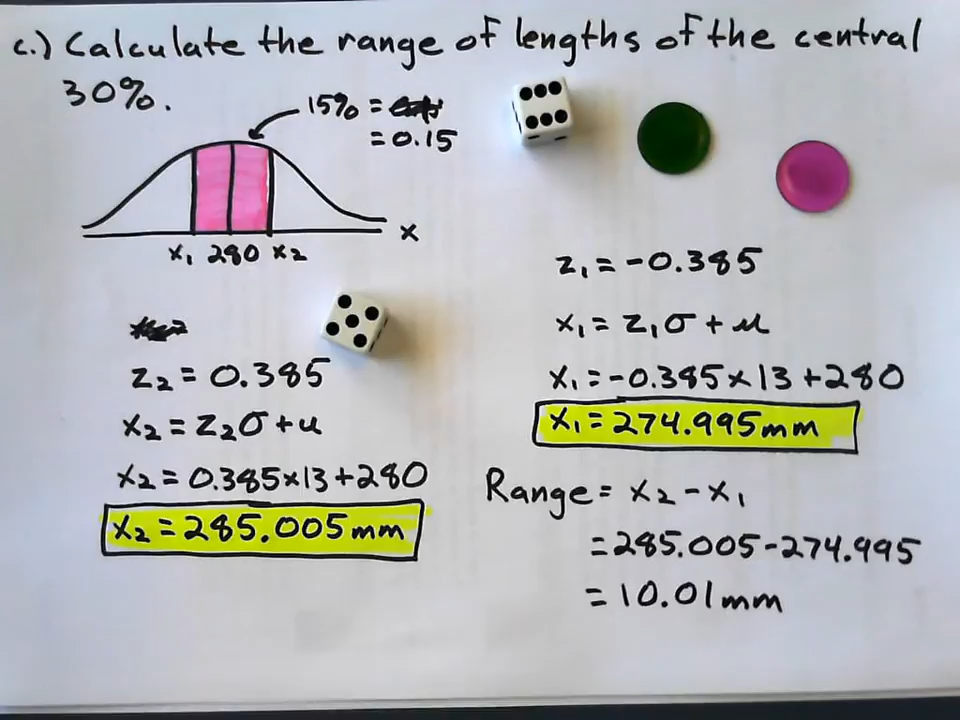 c.) Calculate the range of lengths of the central
30%.
15% =
= 0.15
x₁ 280 x₂ x
z₂ = 0.385
x₂ = z₂σ + μ
x₂ = 0.385 × 13 + 280
x₂ = 285.005mm
z₁ = -0.385
x₁ = z₁σ + μ
x₁ = -0.385 × 13 + 280
x₁ = 274.995mm
Range = x₂ - x₁
= 285.005 - 274.995
= 10.01mm